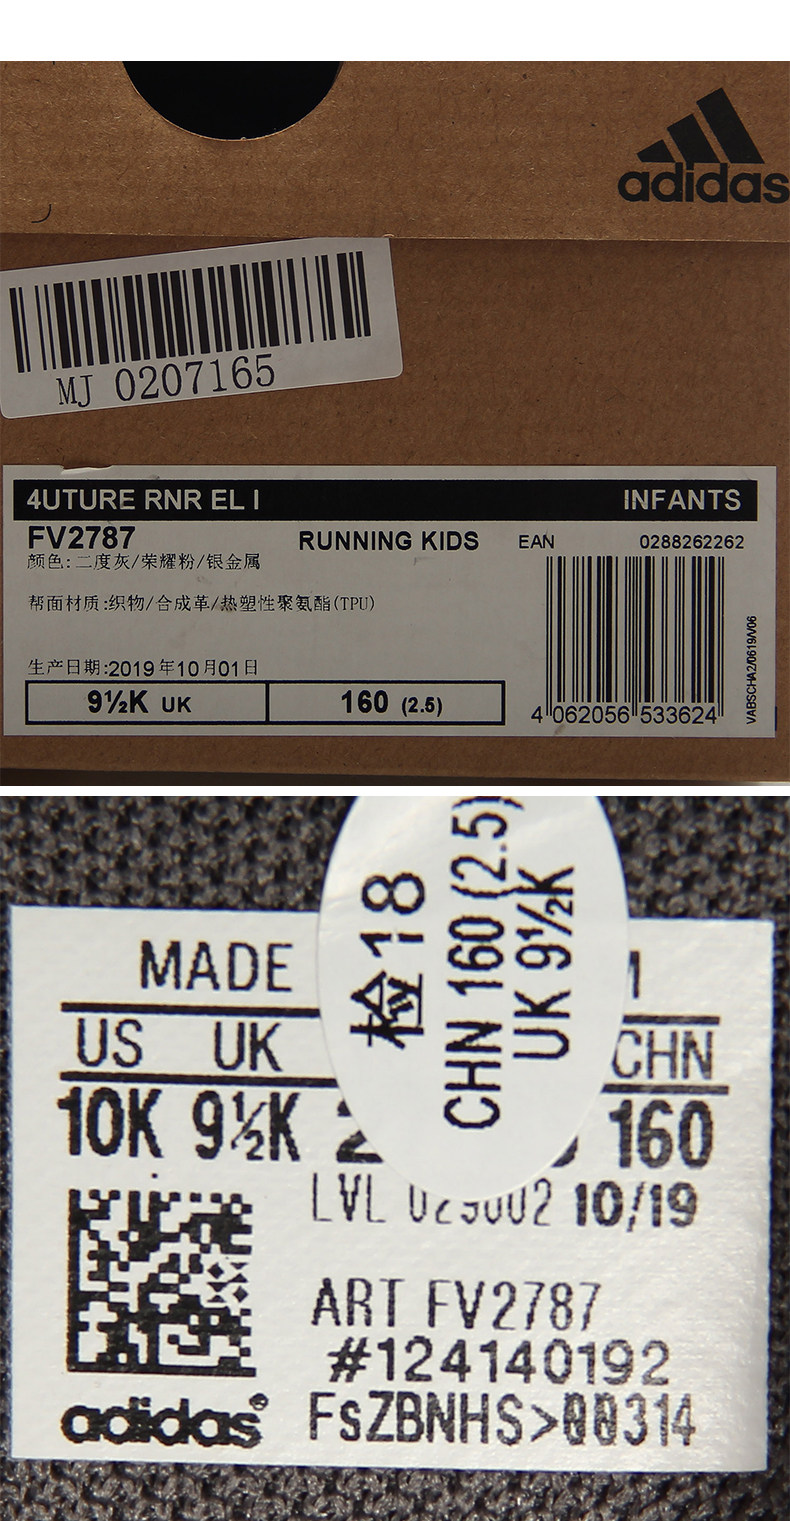 adidas
MJ 0207165
4UTURE RNR EL I INFANTS
FV2787 RUNNING KIDS EAN 0288262262
颜色:二度灰/荣耀粉/银金属
帮面材质:织物/合成革/热塑性聚氨酯(TPU)
生产日期:2019年10月01日
9½K UK 160 (2.5)
4 062056 533624
VABSCHA2/0619/V06
检18
CHN 160 (2.5)
UK 9½K
MADE
US UK CHN
10K 9½K 160
LVL 10/19
ART FV2787
#124140192
adidas® FsZBNHS>00314